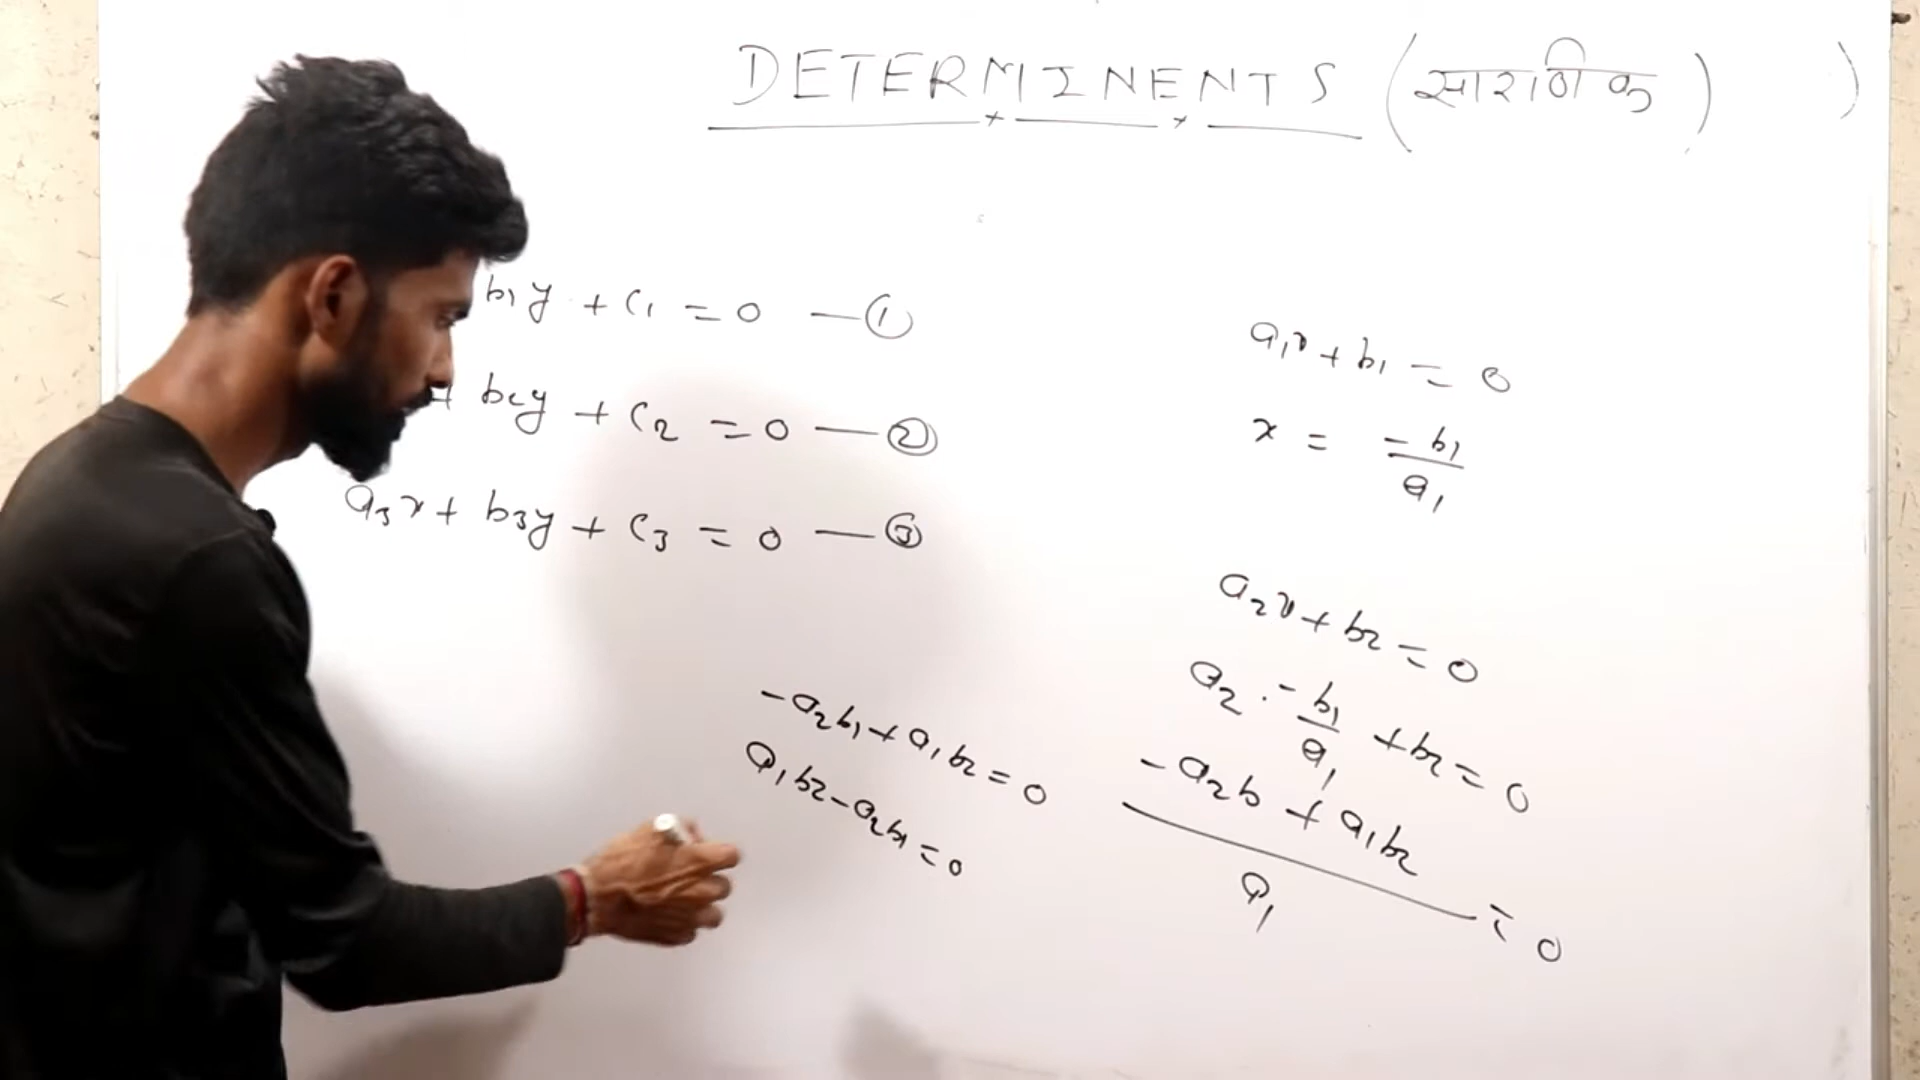 DETERMINENTS (सारणिक) )
b₁y + c₁ = 0 — ①
+ b₂y + c₂ = 0 — ②
a₃x + b₃y + c₃ = 0 — ③
a₁x + b₁ = 0
x = -b₁/a₁
a₂x + b₂ = 0
a₂ · -b₁/a₁ + b₂ = 0
-a₂b + a₁b₂ / a₁ = 0
-a₂b₁ + a₁b₂ = 0
a₁b₂ - a₂b₁ = 0